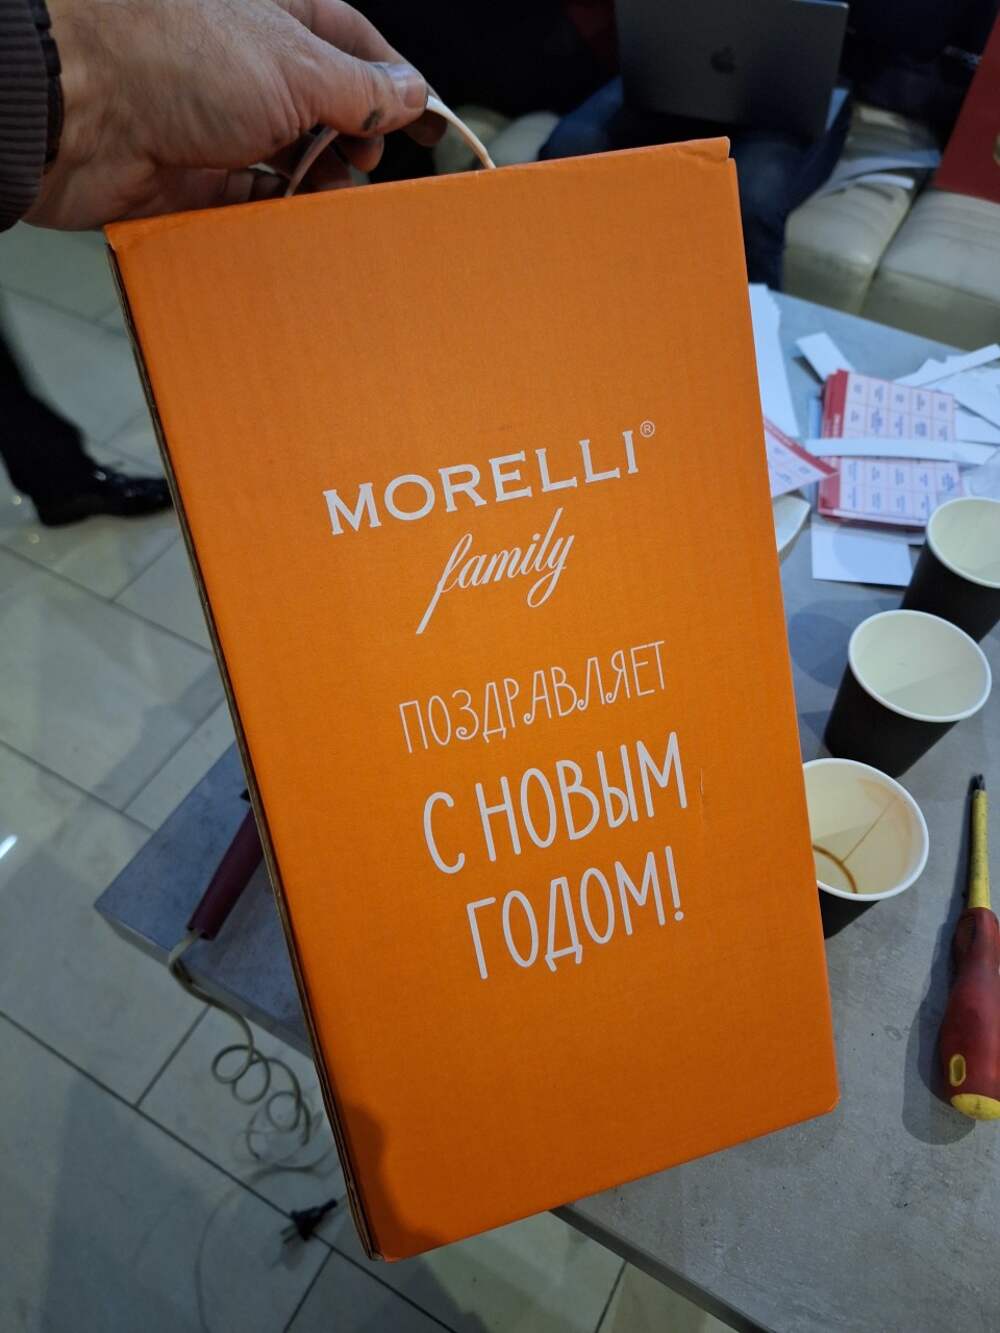 MORELLI®
family
ПОЗДРАВЛЯЕТ
С НОВЫМ
ГОДОМ!